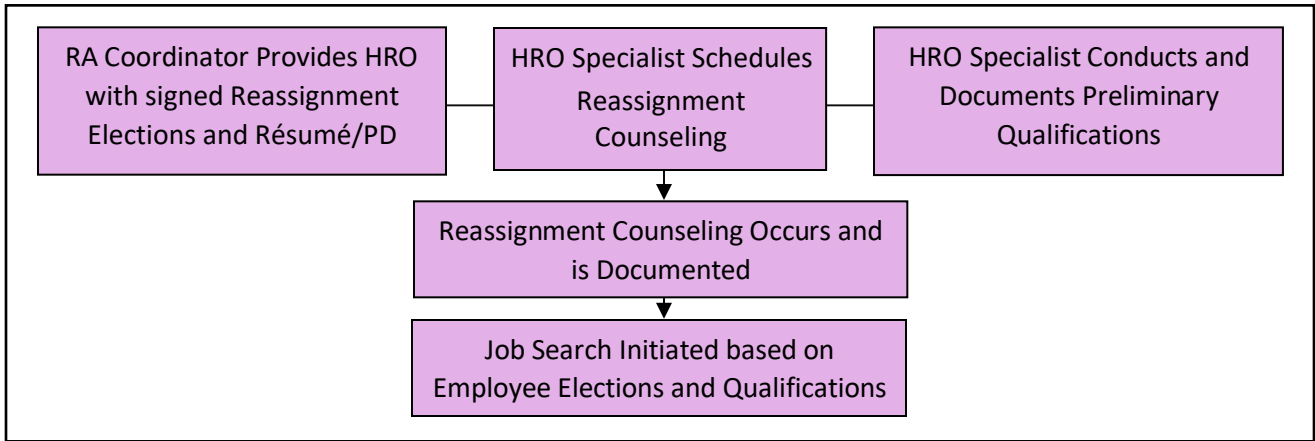 RA Coordinator Provides HRO
with signed Reassignment
Elections and Résumé/PD
HRO Specialist Schedules
Reassignment
Counseling
HRO Specialist Conducts and
Documents Preliminary
Qualifications
Reassignment Counseling Occurs and
is Documented
Job Search Initiated based on
Employee Elections and Qualifications